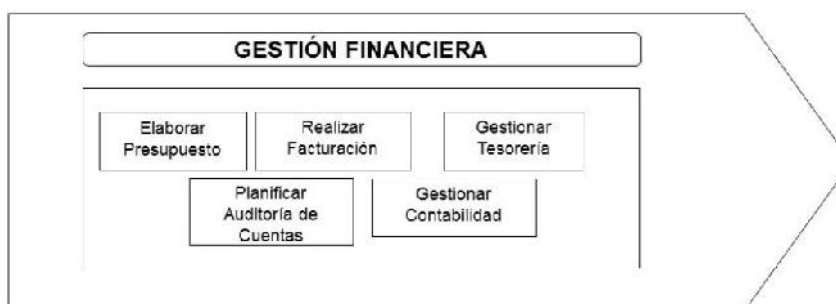 GESTIÓN FINANCIERA
Elaborar
Presupuesto
Realizar
Facturación
Gestionar
Tesorería
Planificar
Auditoría de
Cuentas
Gestionar
Contabilidad